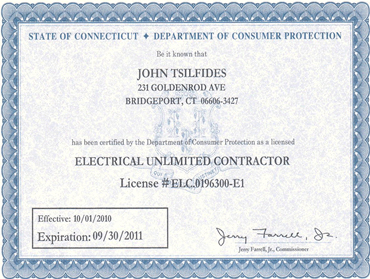 STATE OF CONNECTICUT ✦ DEPARTMENT OF CONSUMER PROTECTION
Be it known that
JOHN TSILFIDES
231 GOLDENROD AVE
BRIDGEPORT, CT 06606-3427
has been certified by the Department of Consumer Protection as a licensed
ELECTRICAL UNLIMITED CONTRACTOR
License # ELC.0196300-E1
Effective: 10/01/2010
Expiration: 09/30/2011
Jerry Farrell, Jr.
Jerry Farrell, Jr., Commissioner